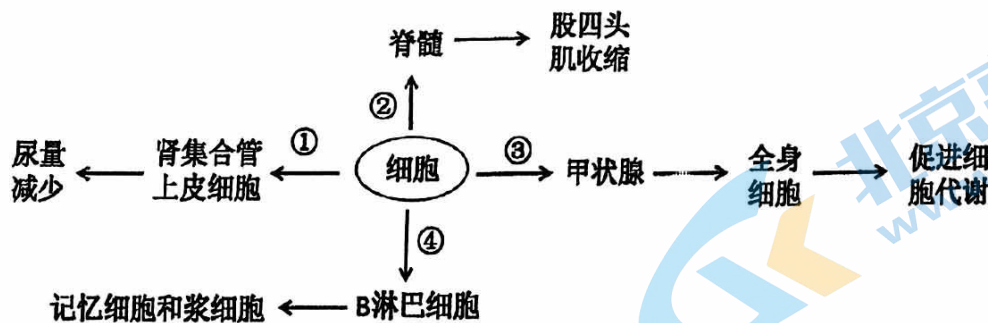 脊髓
股四头
肌收缩
②
尿量
减少
肾集合管
上皮细胞
①
细胞
③
甲状腺
全身
细胞
促进细
胞代谢
④
记忆细胞和浆细胞
B淋巴细胞
北京